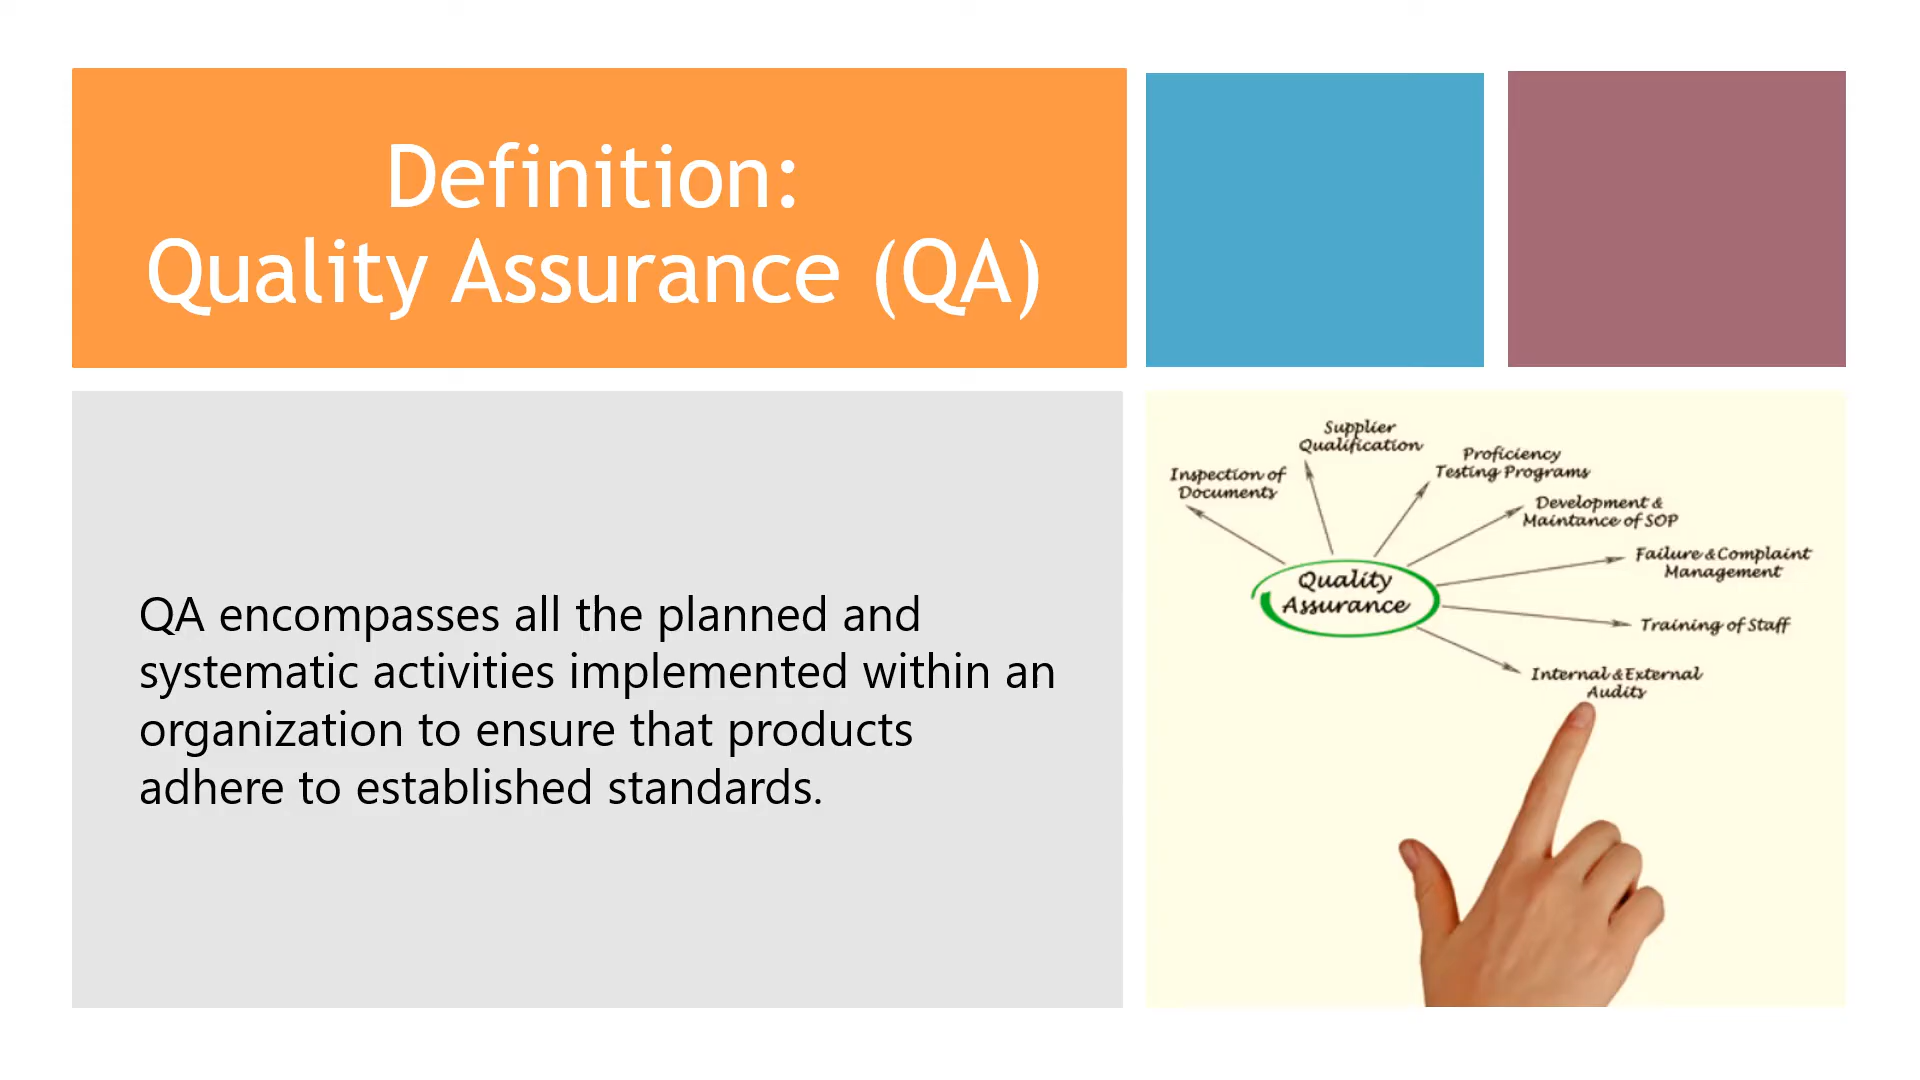 Definition:
Quality Assurance (QA)
QA encompasses all the planned and
systematic activities implemented within an
organization to ensure that products
adhere to established standards.
Supplier
Qualification
Proficiency
Testing Programs
Inspection of
Documents
Development &
Maintance of SOP
Failure & Complaint
Management
Quality
Assurance
Training of Staff
Internal & External
Audits